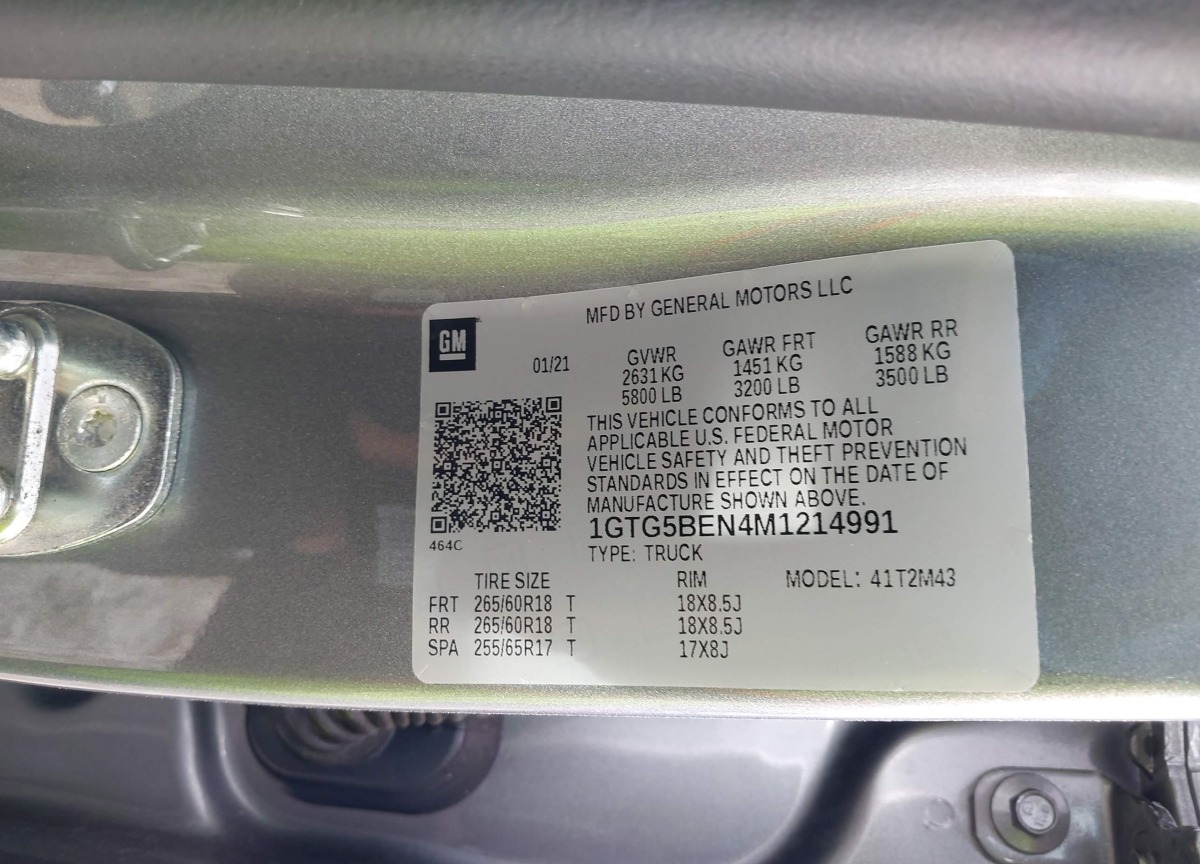 MFD BY GENERAL MOTORS LLC
GM
01/21
GVWR
2631 KG
5800 LB
GAWR FRT
1451 KG
3200 LB
GAWR RR
1588 KG
3500 LB
THIS VEHICLE CONFORMS TO ALL
APPLICABLE U.S. FEDERAL MOTOR
VEHICLE SAFETY AND THEFT PREVENTION
STANDARDS IN EFFECT ON THE DATE OF
MANUFACTURE SHOWN ABOVE.
1GTG5BEN4M1214991
464C
TYPE: TRUCK
TIRE SIZE RIM MODEL: 41T2M43
FRT 265/60R18 T 18X8.5J
RR 265/60R18 T 18X8.5J
SPA 255/65R17 T 17X8J